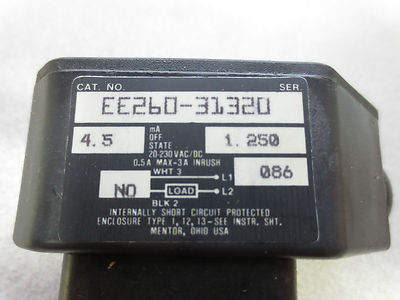 CAT. NO. SER.
EE260-31320
4.5 mA OFF STATE 1.250
20-230 VAC/DC
0.5A MAX-3A INRUSH
WHT 3 L1 086
NO LOAD L2
BLK 2
INTERNALLY SHORT CIRCUIT PROTECTED
ENCLOSURE TYPE 1, 12, 13-SEE INSTR. SHT.
MENTOR, OHIO USA